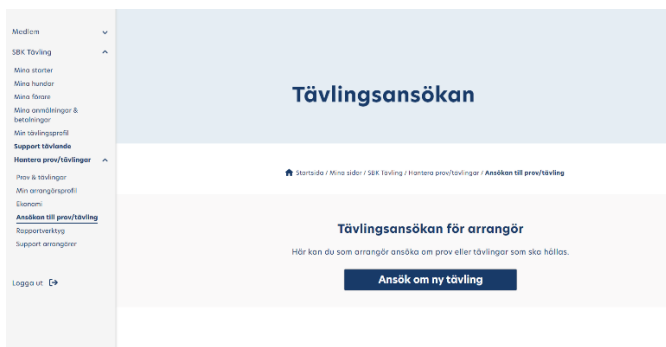 Medlem
SBK Tävling
Mina starter
Mina hundar
Mina förare
Mina anmälningar &
betalningar
Min tävlingsprofil
Support tävlande
Hantera prov/tävlingar
Prov & tävlingar
Min arrangörsprofil
Ekonomi
Ansökan till prov/tävling
Rapportverktyg
Support arrangörer
Logga ut
Tävlingsansökan
Startsida / Mina sidor / SBK Tävling / Hantera prov/tävlingar / Ansökan till prov/tävling
Tävlingsansökan för arrangör
Här kan du som arrangör ansöka om prov eller tävlingar som ska hållas.
Ansök om ny tävling